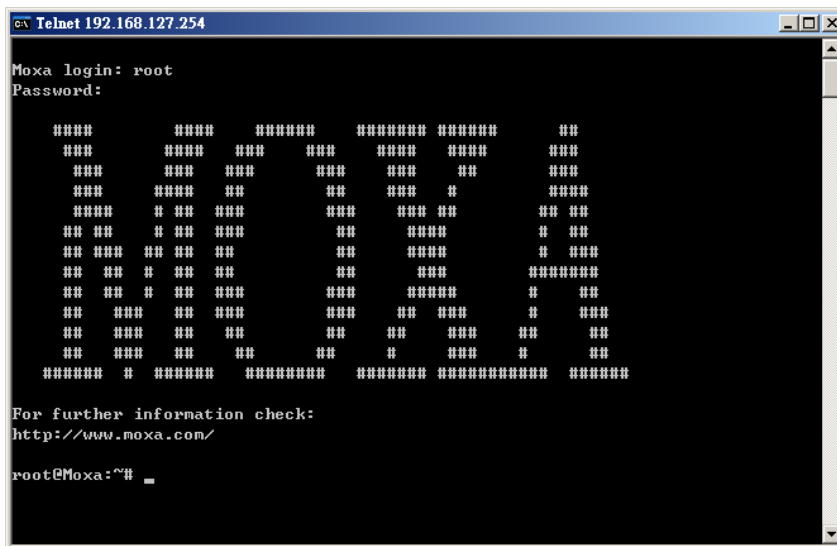 Telnet 192.168.127.254
Moxa login: root
Password:
MOXA
For further information check:
http://www.moxa.com/
root@Moxa:~#